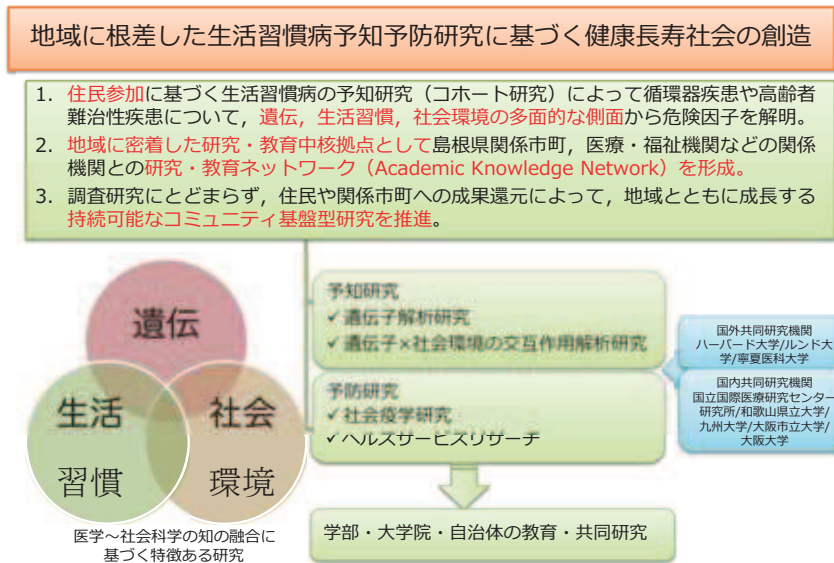 地域に根差した生活習慣病予知予防研究に基づく健康長寿社会の創造
1. 住民参加に基づく生活習慣病の予知研究（コホート研究）によって循環器疾患や高齢者
難治性疾患について，遺伝，生活習慣，社会環境の多面的な側面から危険因子を解明。
2. 地域に密着した研究・教育中核拠点として島根県関係市町，医療・福祉機関などの関係
機関との研究・教育ネットワーク（Academic Knowledge Network）を形成。
3. 調査研究にとどまらず，住民や関係市町への成果還元によって，地域とともに成長する
持続可能なコミュニティ基盤型研究を推進。
遺伝
生活
習慣
社会
環境
医学～社会科学の知の融合に
基づく特徴ある研究
予知研究
✓ 遺伝子解析研究
✓ 遺伝子×社会環境の交互作用解析研究
予防研究
✓ 社会疫学研究
✓ ヘルスサービスリサーチ
国外共同研究機関
ハーバード大学/ルンド大
学/寧夏医科大学
国内共同研究機関
国立国際医療研究センター
研究所/和歌山県立大学/
九州大学/大阪市立大学/
大阪大学
学部・大学院・自治体の教育・共同研究